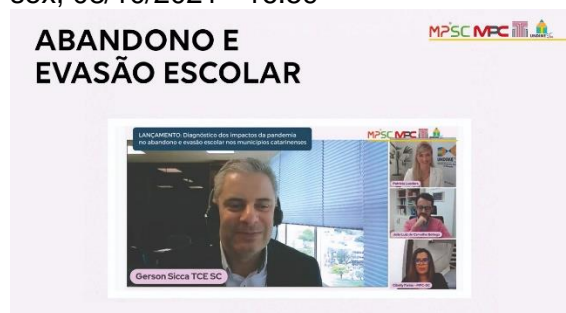 ABANDONO E
EVASÃO ESCOLAR
MPSC MPC
LANÇAMENTO: Diagnóstico dos impactos da pandemia
no abandono e evasão escolar nos municípios catarinenses
MPSC MPC
Gerson Sicca TCE SC